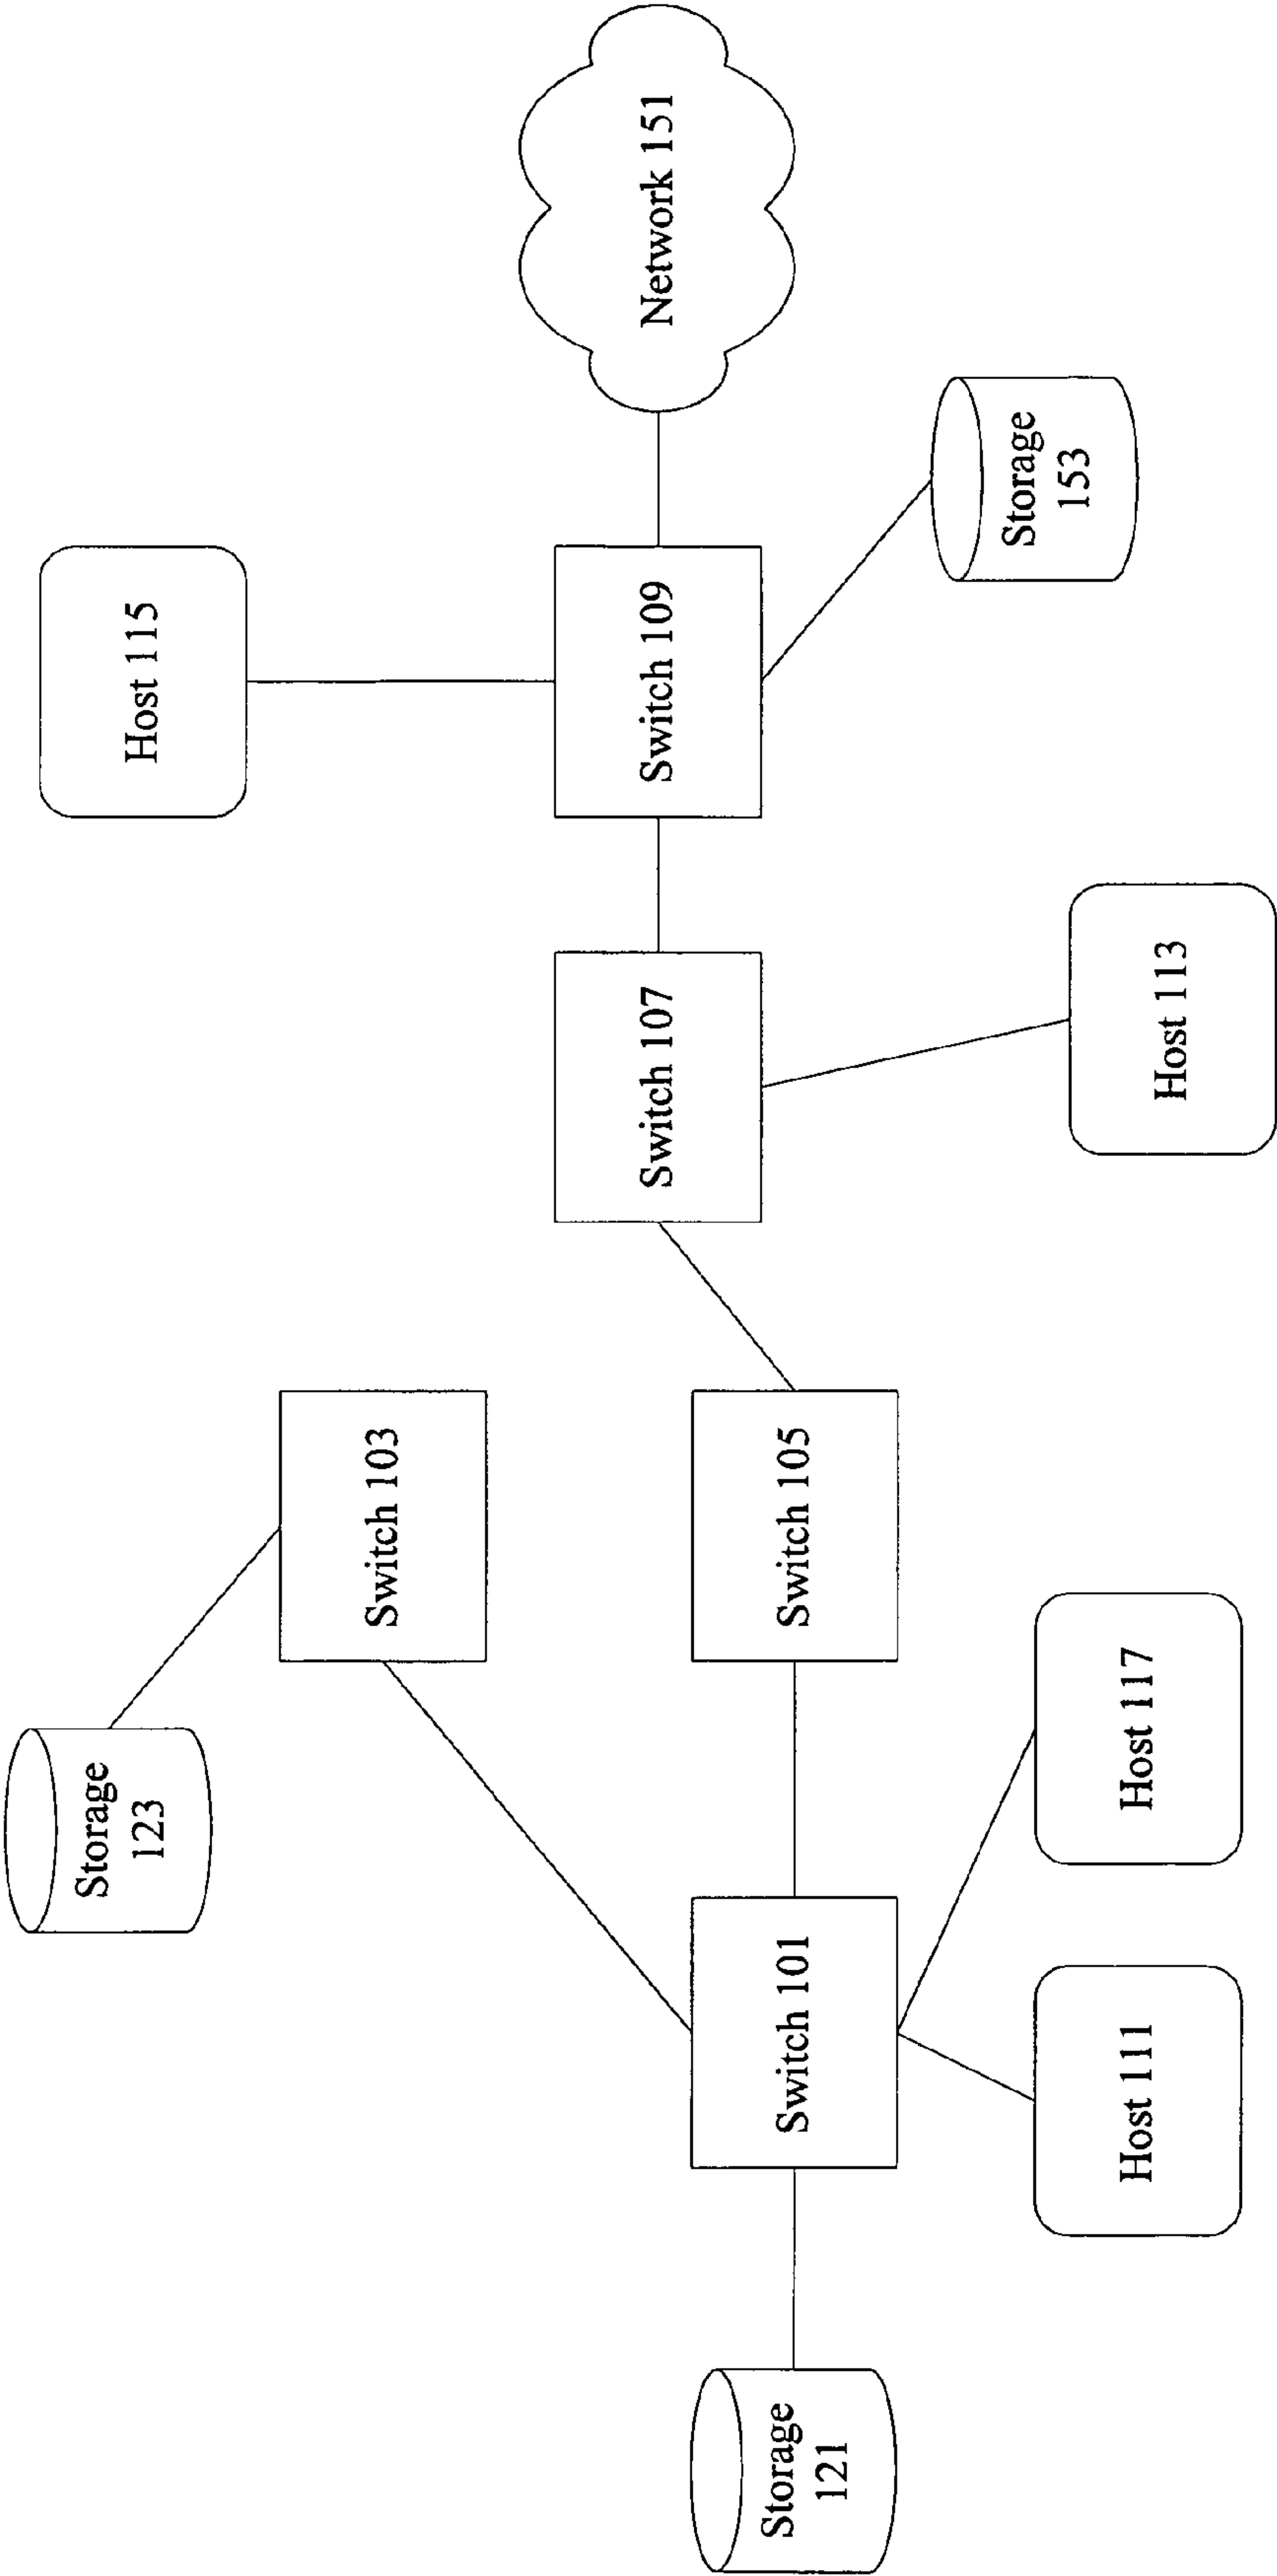 Storage
123
Host 115
Switch 103
Switch 107
Switch 109
Network 151
Storage
121
Switch 101
Switch 105
Storage
153
Host 111
Host 117
Host 113